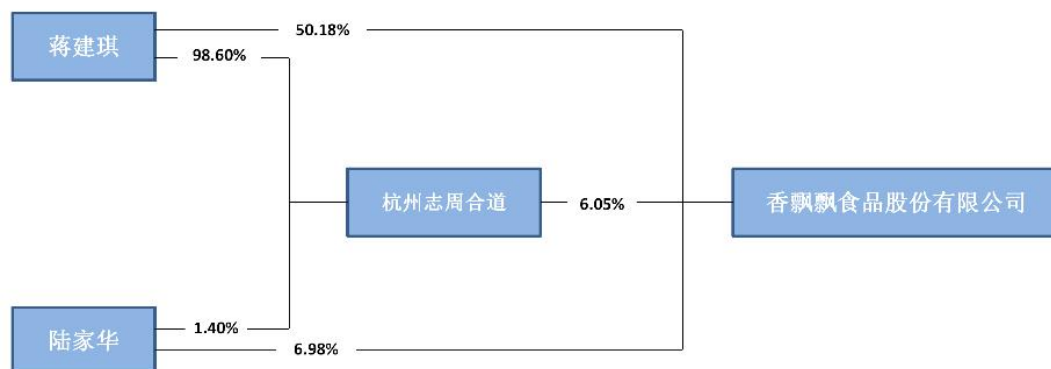 50.18%
蒋建琪
98.60%
杭州志周合道
6.05%
香飘飘食品股份有限公司
1.40%
陆家华
6.98%